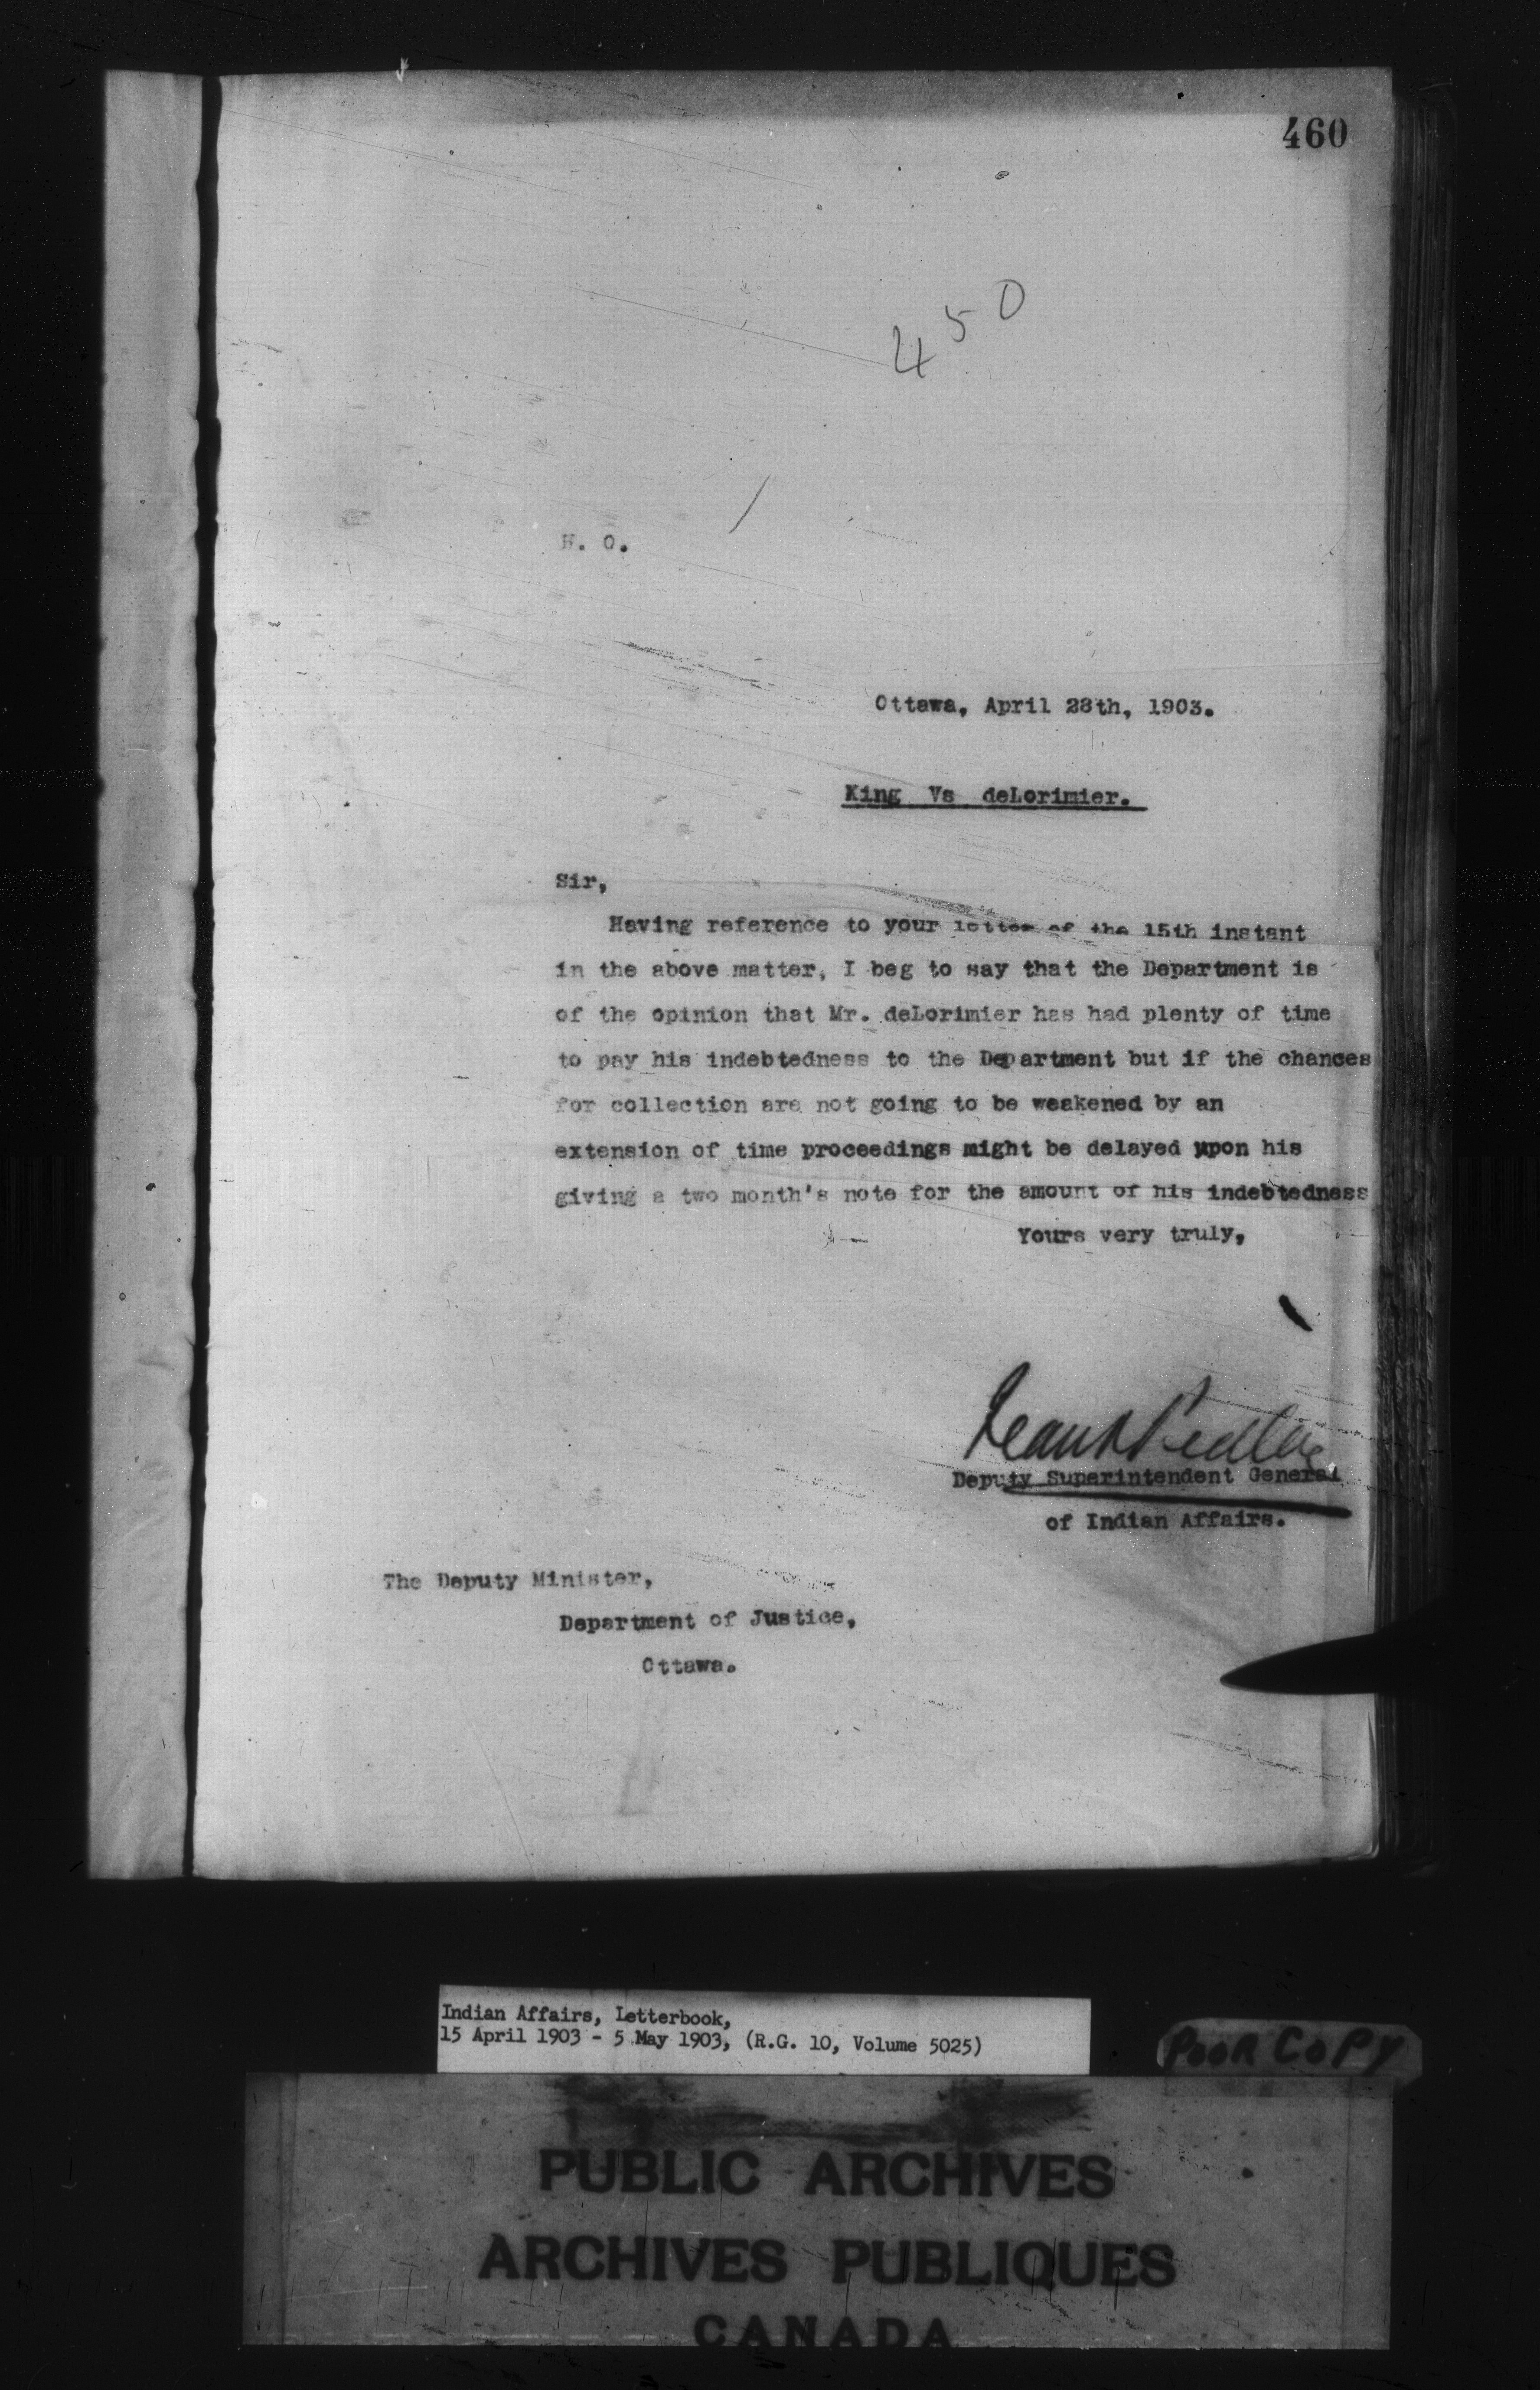 460
450
H. O.
Ottawa, April 28th, 1903.
King Vs deLorimier.
Sir,
Having reference to your letter of the 15th instant
in the above matter, I beg to say that the Department is
of the opinion that Mr. deLorimier has had plenty of time
to pay his indebtedness to the Department but if the chances
for collection are not going to be weakened by an
extension of time proceedings might be delayed upon his
giving a two month's note for the amount of his indebtedness
Yours very truly,
Frank Pedley
Deputy Superintendent General
of Indian Affairs.
The Deputy Minister,
Department of Justice,
Ottawa.
Indian Affairs, Letterbook,
15 April 1903 - 5 May 1903, (R.G. 10, Volume 5025)
POOR COPY
PUBLIC ARCHIVES
ARCHIVES PUBLIQUES
CANADA